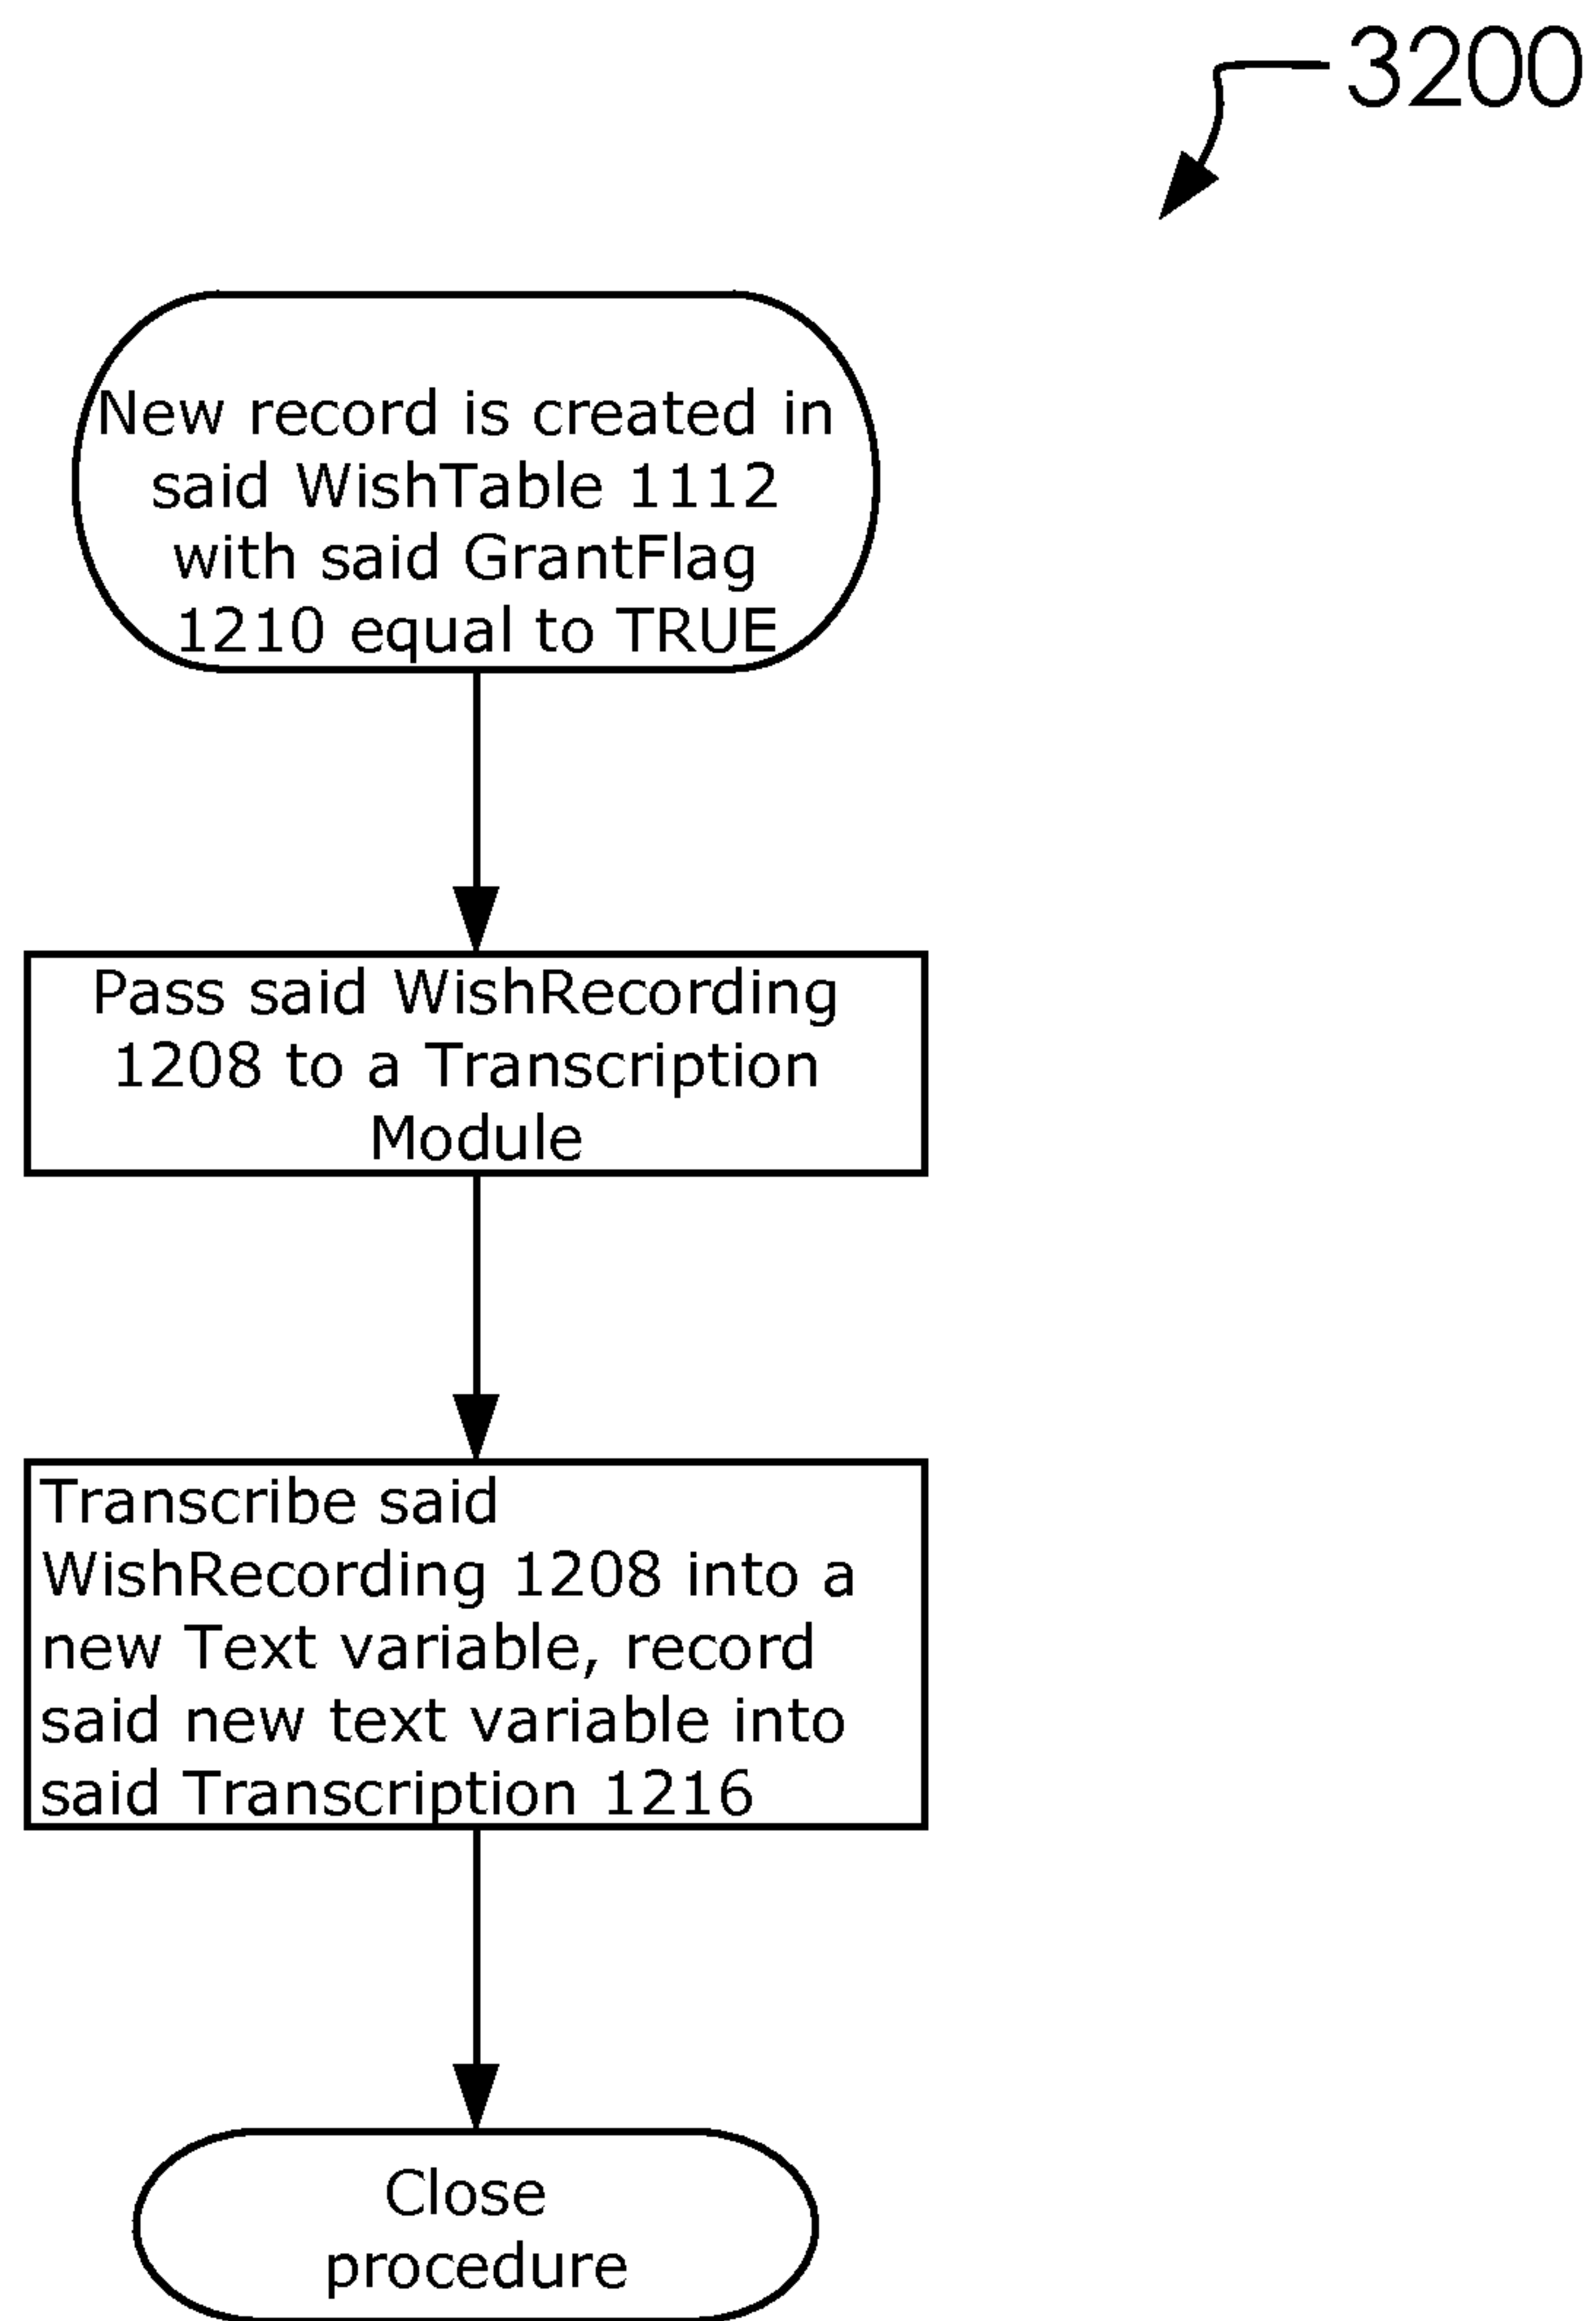 3200
New record is created in
said WishTable 1112
with said GrantFlag
1210 equal to TRUE
Pass said WishRecording
1208 to a Transcription
Module
Transcribe said
WishRecording 1208 into a
new Text variable, record
said new text variable into
said Transcription 1216
Close
procedure